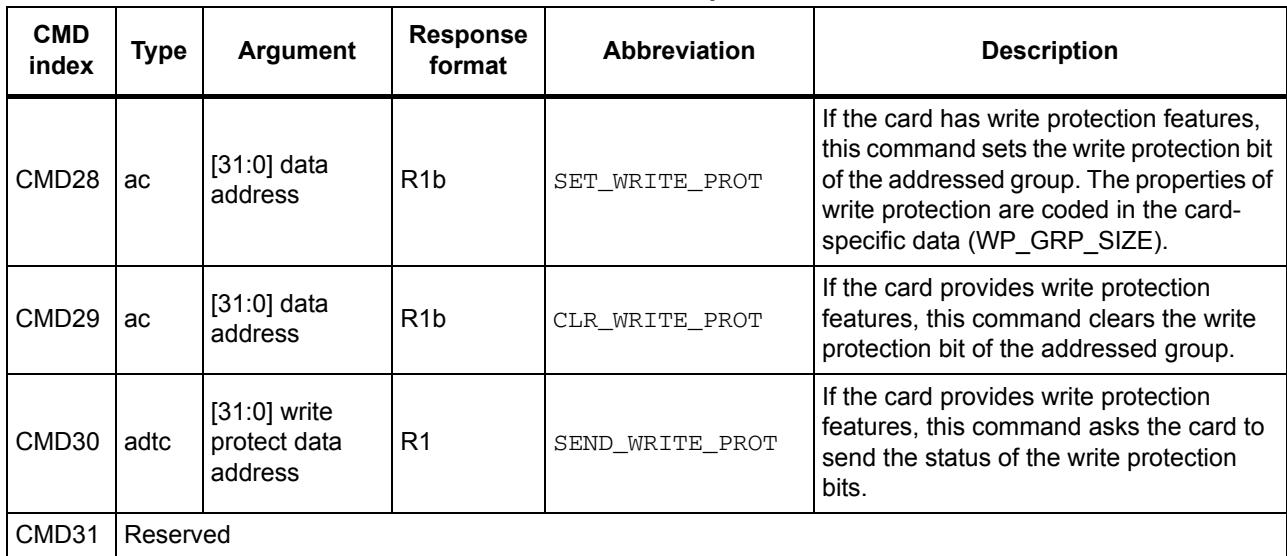 CMD index Type Argument Response format Abbreviation Description
CMD28 ac [31:0] data address R1b SET_WRITE_PROT If the card has write protection features,
this command sets the write protection bit
of the addressed group. The properties of
write protection are coded in the card-
specific data (WP_GRP_SIZE).
CMD29 ac [31:0] data address R1b CLR_WRITE_PROT If the card provides write protection
features, this command clears the write
protection bit of the addressed group.
CMD30 adtc [31:0] write protect data address R1 SEND_WRITE_PROT If the card provides write protection
features, this command asks the card to
send the status of the write protection
bits.
CMD31 Reserved